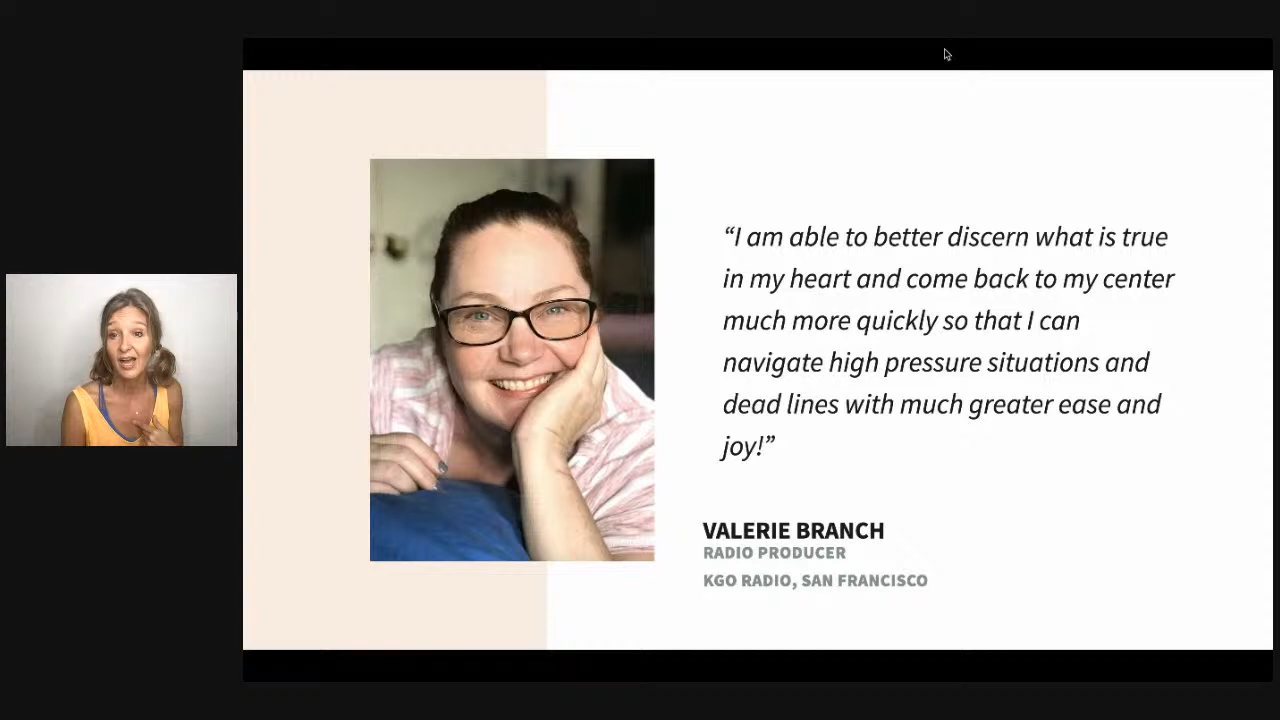 “I am able to better discern what is true
in my heart and come back to my center
much more quickly so that I can
navigate high pressure situations and
dead lines with much greater ease and
joy!”
VALERIE BRANCH
RADIO PRODUCER
KGO RADIO, SAN FRANCISCO